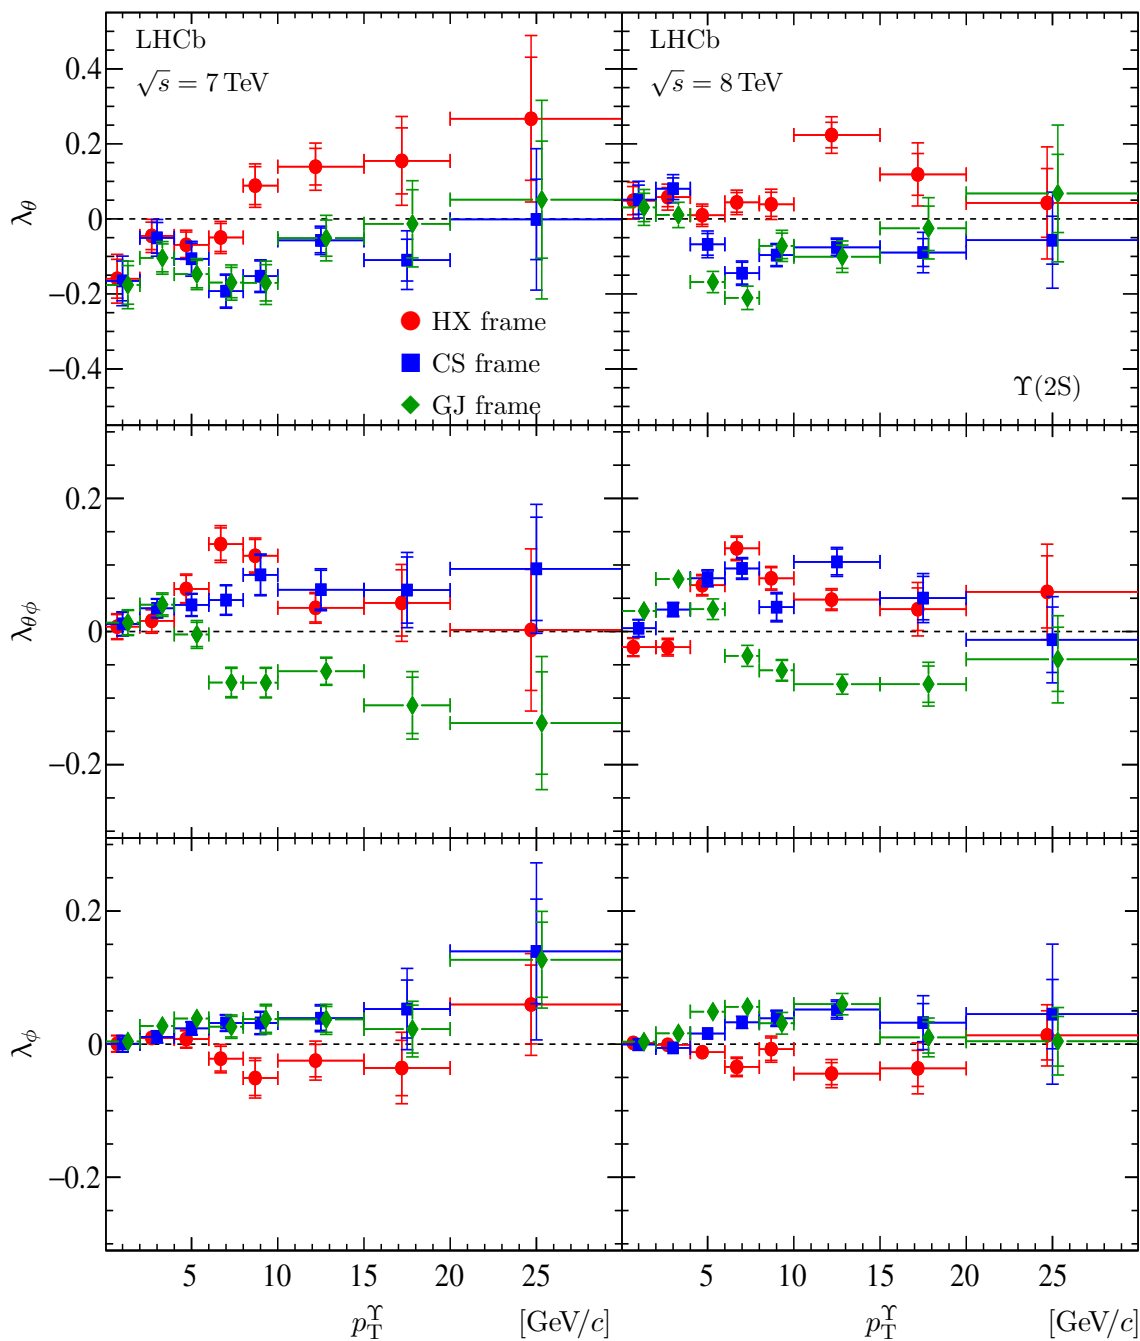 LHCb
√s = 7 TeV
LHCb
√s = 8 TeV
0.4
0.2
0
−0.2
−0.4
λθ
HX frame
CS frame
GJ frame
Υ(2S)
0.2
0
−0.2
λθϕ
0.2
0
−0.2
λϕ
5 10 15 20 25
5 10 15 20 25
pTΥ [GeV/c]
pTΥ [GeV/c]